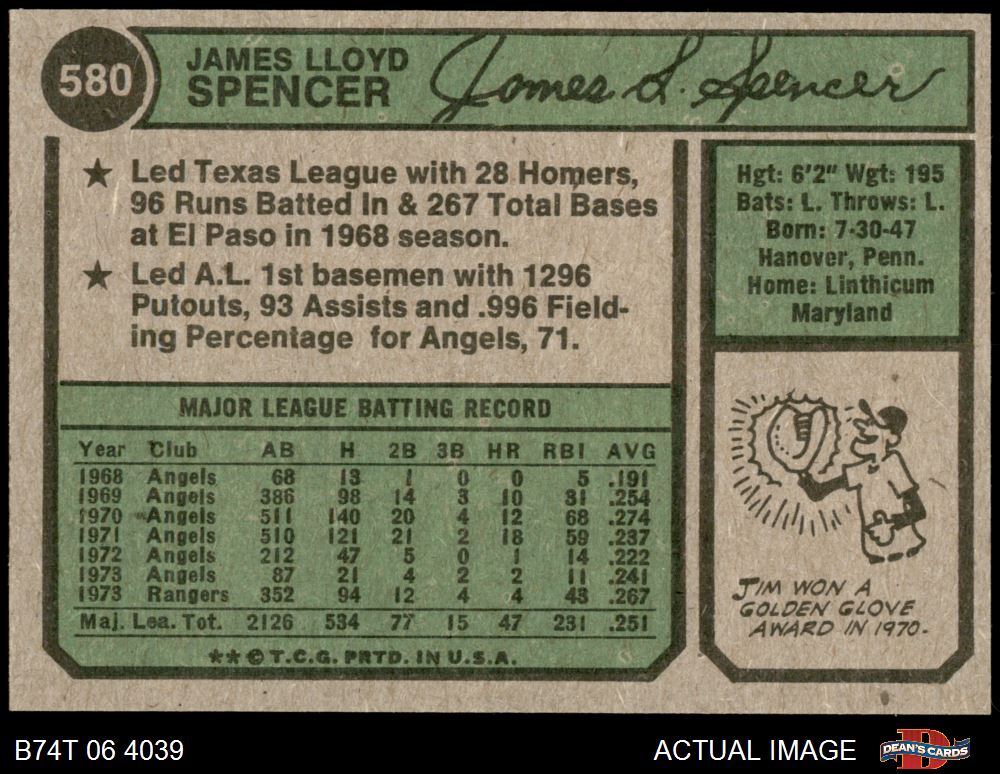 580
JAMES LLOYD
SPENCER
James L. Spencer
★ Led Texas League with 28 Homers,
96 Runs Batted In & 267 Total Bases
at El Paso in 1968 season.
★ Led A.L. 1st basemen with 1296
Putouts, 93 Assists and .996 Field-
ing Percentage for Angels, 71.
Hgt: 6'2" Wgt: 195
Bats: L. Throws: L.
Born: 7-30-47
Hanover, Penn.
Home: Linthicum
Maryland
MAJOR LEAGUE BATTING RECORD
Year Club AB H 2B 3B HR RBI AVG
1968 Angels 68 13 1 0 0 5 .191
1969 Angels 386 98 14 3 10 31 .254
1970 Angels 511 140 20 4 12 68 .274
1971 Angels 510 121 21 2 18 59 .237
1972 Angels 212 47 5 0 1 14 .222
1973 Angels 87 21 4 2 2 11 .241
1973 Rangers 352 94 12 4 4 43 .267
Maj. Lea. Tot. 2126 534 77 15 47 231 .251
★★© T.C.G. PRTD. IN U.S.A.
JIM WON A
GOLDEN GLOVE
AWARD IN 1970.
B74T 06 4039
ACTUAL IMAGE
DEAN'S CARDS